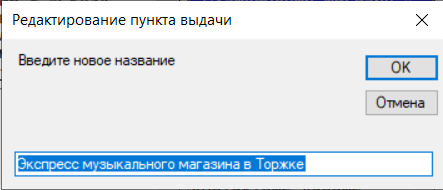 Редактирование пункта выдачи
Введите новое название
OK
Отмена
Экспресс музыкального магазина в Торжке